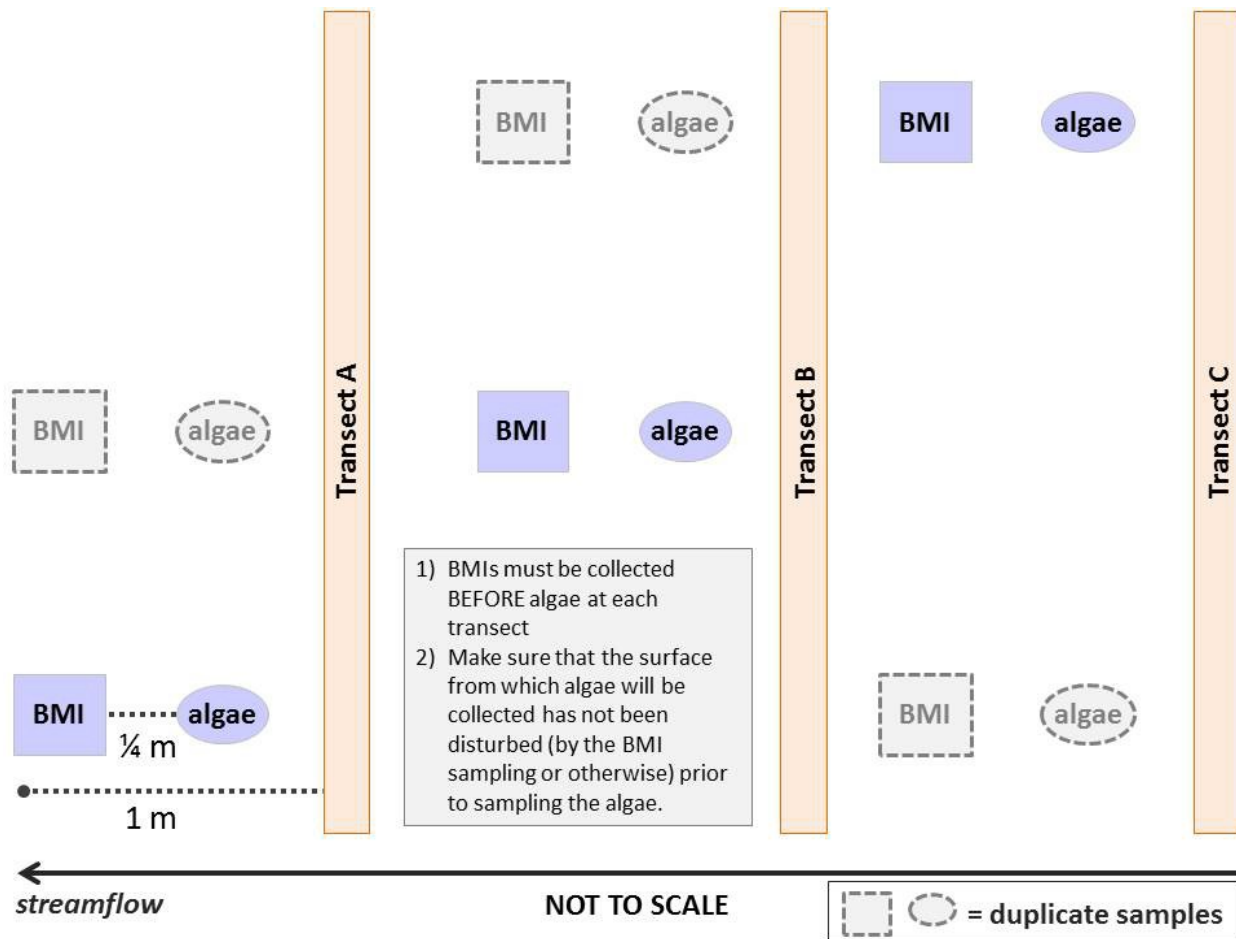 BMI
algae
BMI
algae
BMI
algae
BMI
algae
Transect A
BMI
algae
Transect B
Transect C
1) BMIs must be collected
BEFORE algae at each
transect
2) Make sure that the surface
from which algae will be
collected has not been
disturbed (by the BMI
sampling or otherwise) prior
to sampling the algae.
BMI
algae
¼ m
1 m
BMI
algae
streamflow
NOT TO SCALE
= duplicate samples